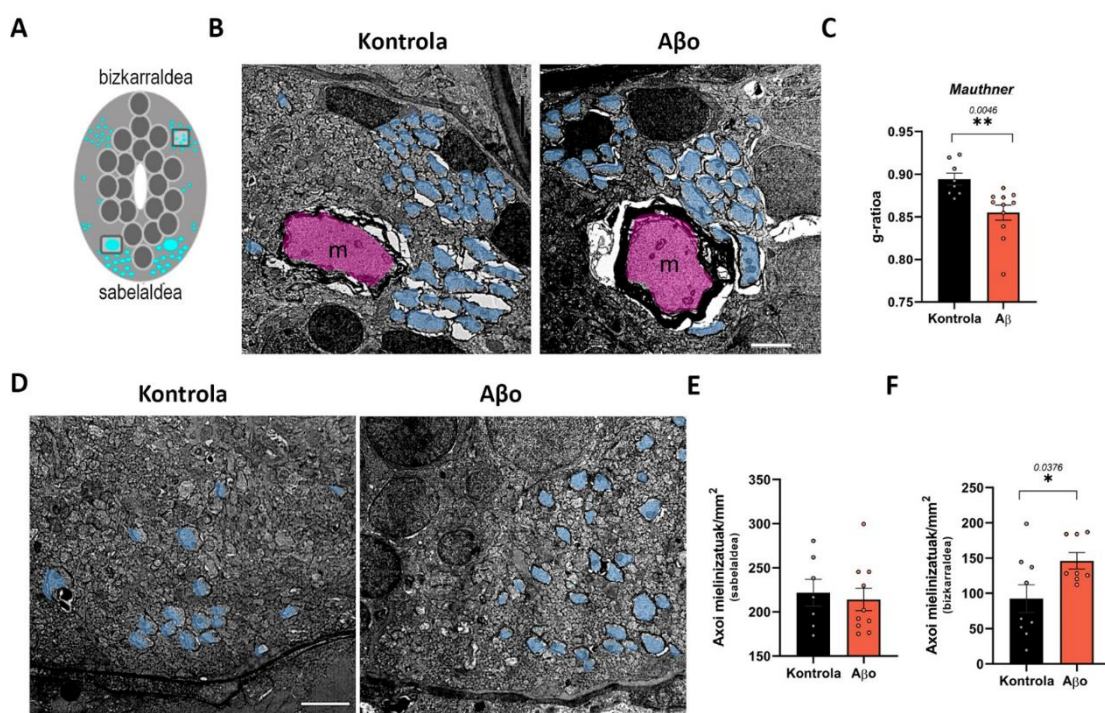 A
bizkarraldea
sabelaldea
B
Kontrola
Aβo
m
m
C
Mauthner
0.0046
**
g-ratioa
0.95
0.90
0.85
0.80
0.75
Kontrola
Aβ
D
Kontrola
Aβo
E
Axoi mielinizatuak/mm²
(sabelaldea)
350
300
250
200
150
Kontrola
Aβo
F
0.0376
*
Axoi mielinizatuak/mm²
(bizkarraldea)
250
200
150
100
50
0
Kontrola
Aβo